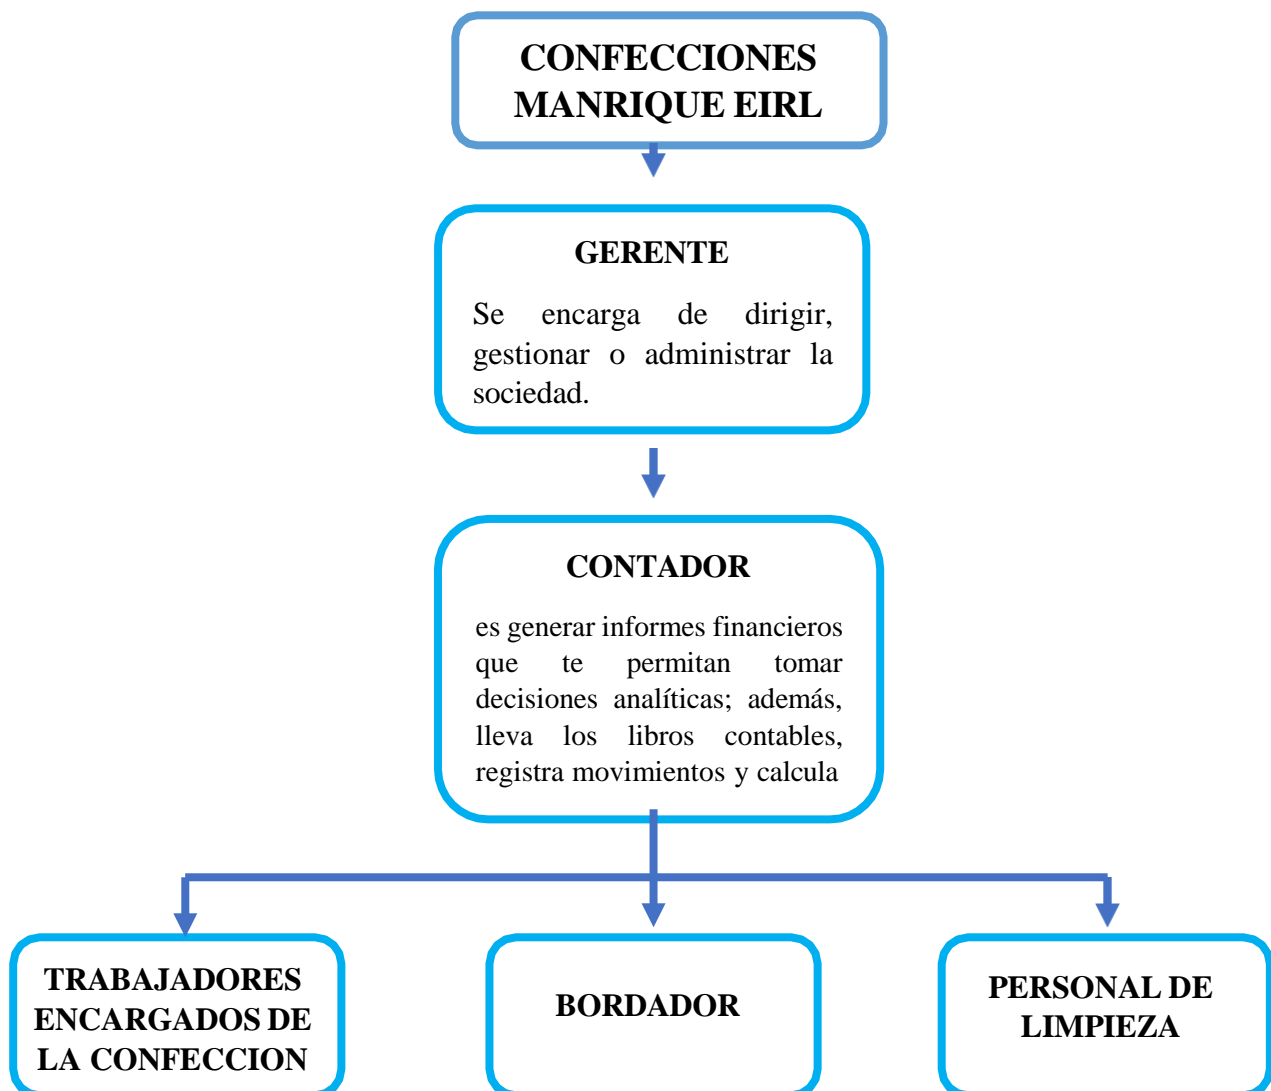 CONFECCIONES
MANRIQUE EIRL
GERENTE
Se encarga de dirigir,
gestionar o administrar la
sociedad.
CONTADOR
es generar informes financieros
que te permitan tomar
decisiones analíticas; además,
lleva los libros contables,
registra movimientos y calcula
TRABAJADORES
ENCARGADOS DE
LA CONFECCION
BORDADOR
PERSONAL DE
LIMPIEZA